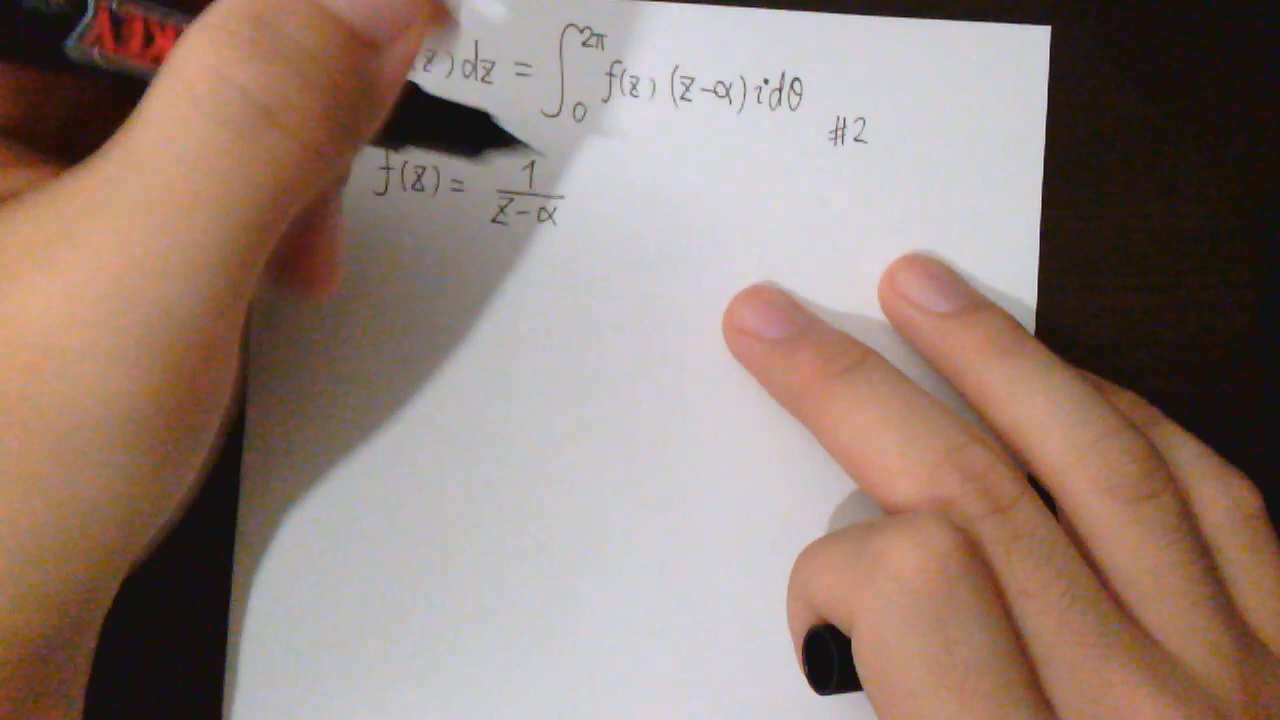 z) dz = ∫₀^{2π} f(z) (z-α) i dθ
#2
f(z) = 1/(z-α)